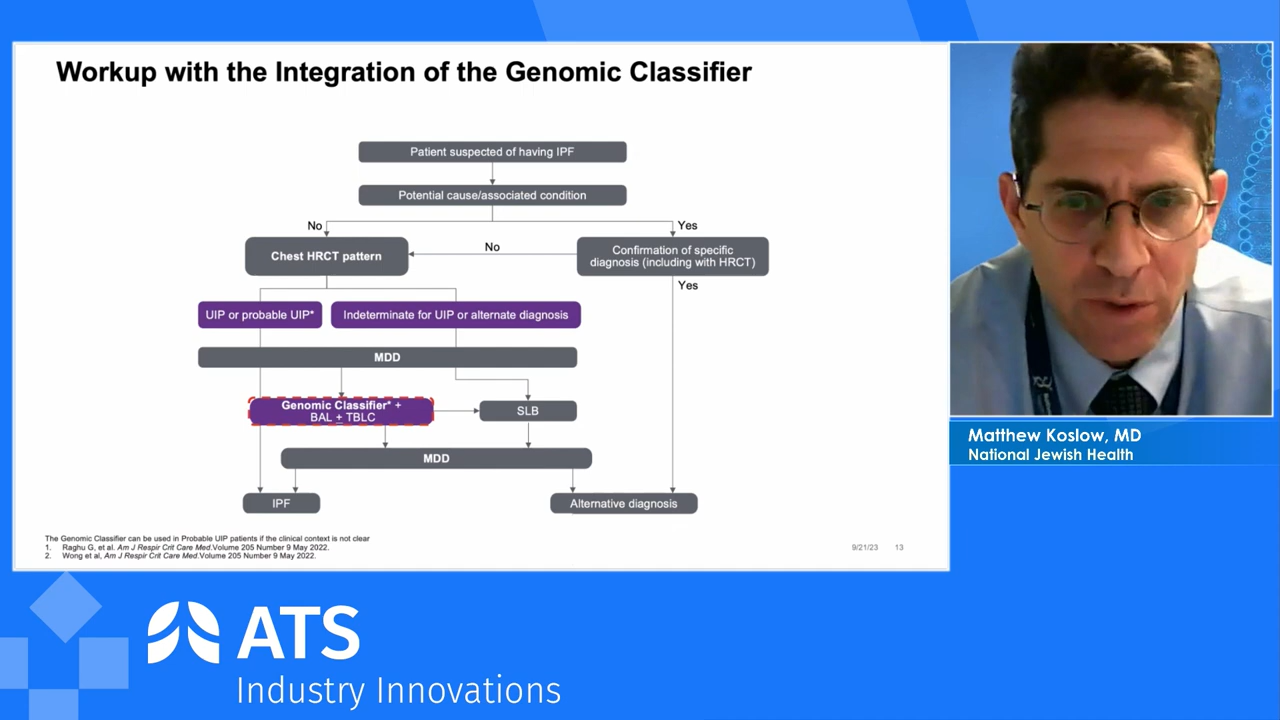 Workup with the Integration of the Genomic Classifier
Patient suspected of having IPF
Potential cause/associated condition
No
Yes
Chest HRCT pattern
No
Confirmation of specific
diagnosis (including with HRCT)
Yes
UIP or probable UIP*
Indeterminate for UIP or alternate diagnosis
MDD
Genomic Classifier* +
BAL ± TBLC
SLB
MDD
IPF
Alternative diagnosis
The Genomic Classifier can be used in Probable UIP patients if the clinical context is not clear
1. Raghu G, et al. Am J Respir Crit Care Med.Volume 205 Number 9 May 2022.
2. Wong et al, Am J Respir Crit Care Med.Volume 205 Number 9 May 2022.
9/21/23 13
Matthew Koslow, MD
National Jewish Health
ATS
Industry Innovations